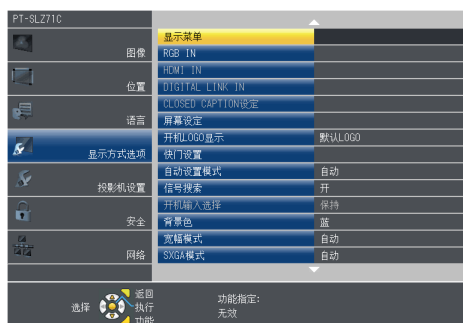 PT-SLZ71C
图像
位置
语言
显示方式选项
投影机设置
安全
网络
显示菜单
RGB IN
HDMI IN
DIGITAL LINK IN
CLOSED CAPTION设定
屏幕设定
开机LOGO显示 默认LOGO
快门设置
自动设置模式 自动
信号搜索 开
开机输入选择 保持
背景色 蓝
宽幅模式 自动
SXGA模式 自动
选择
返回
执行
功能
功能指定:
无效